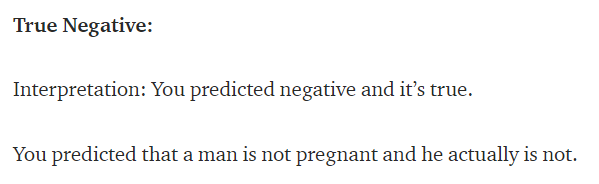 True Negative:
Interpretation: You predicted negative and it’s true.
You predicted that a man is not pregnant and he actually is not.